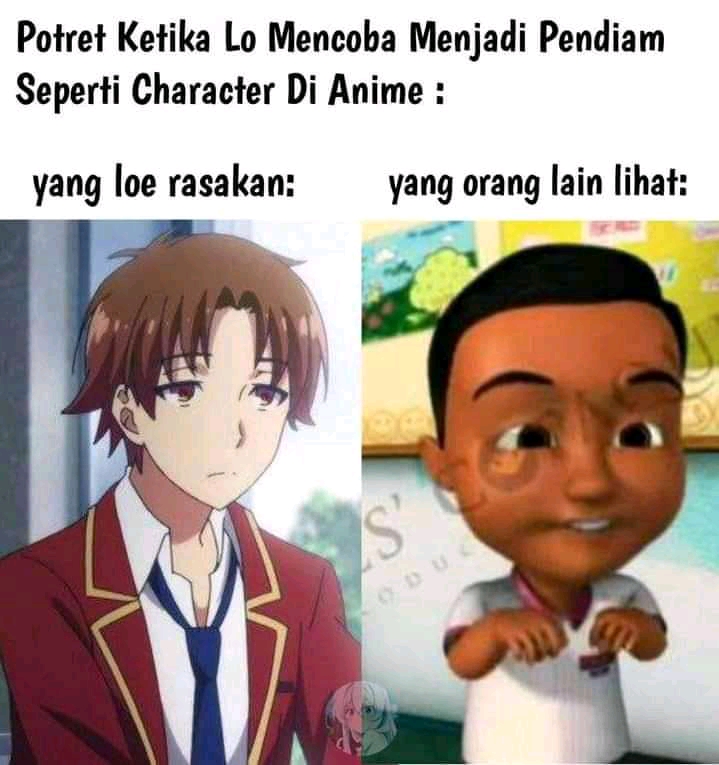 Potret Ketika Lo Mencoba Menjadi Pendiam
Seperti Character Di Anime :
yang loe rasakan:
yang orang lain lihat: